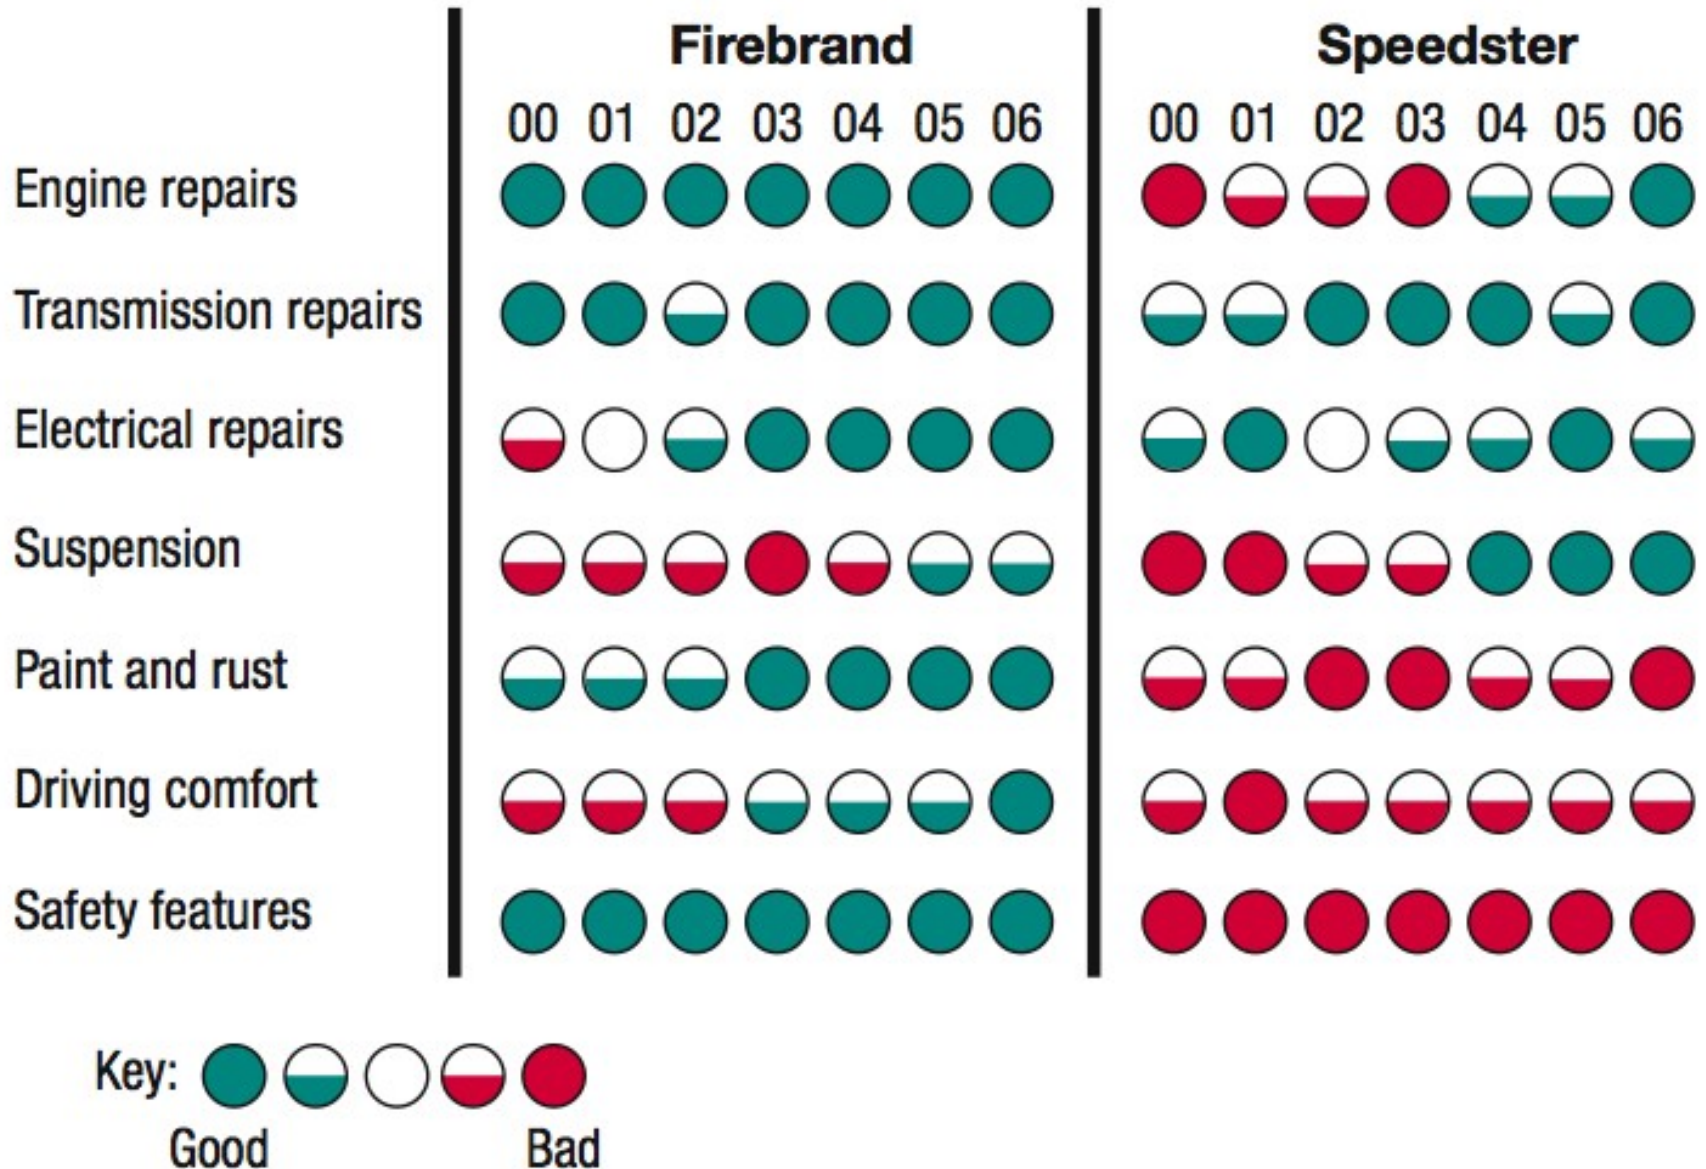 Firebrand Speedster
00 01 02 03 04 05 06 00 01 02 03 04 05 06
Engine repairs
Transmission repairs
Electrical repairs
Suspension
Paint and rust
Driving comfort
Safety features
Key:
Good Bad